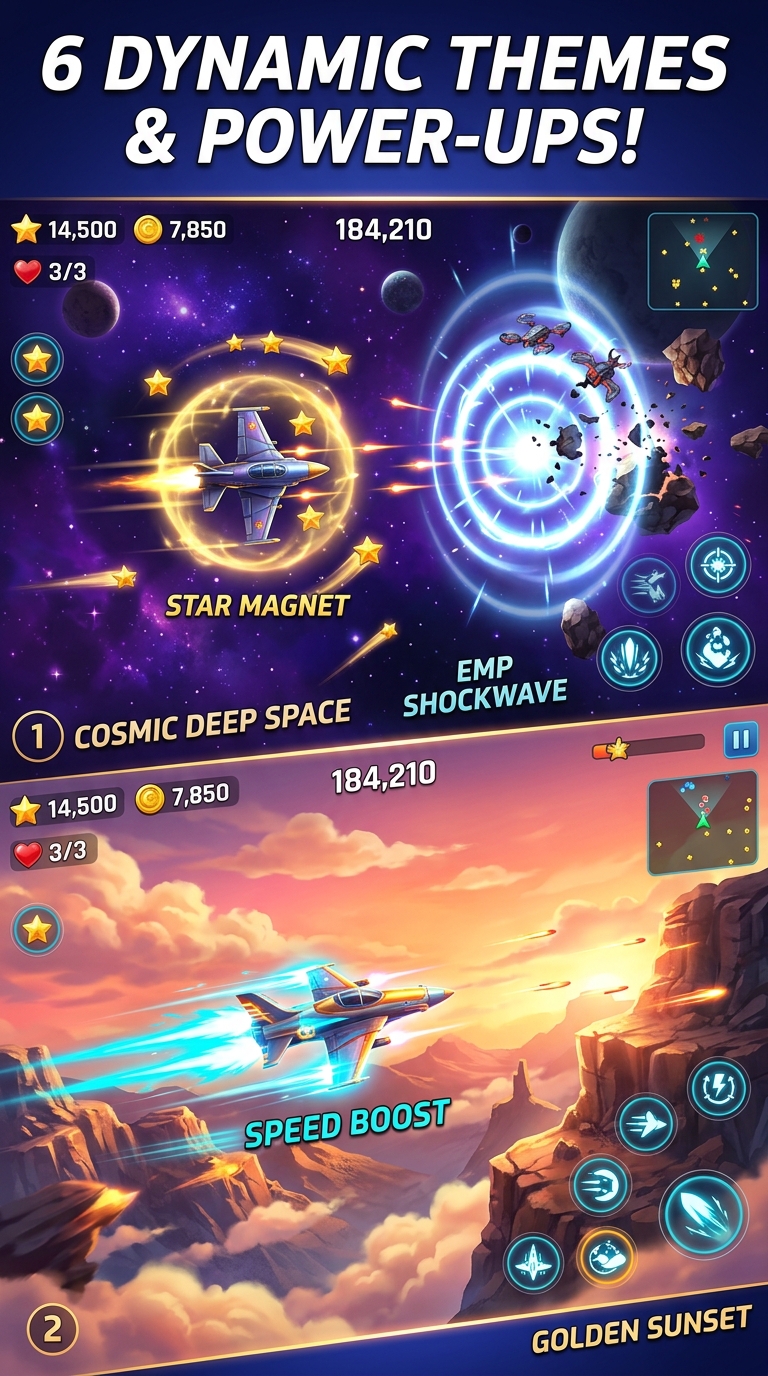 6 DYNAMIC THEMES
& POWER-UPS!
14,500 7,850 184,210
3/3
STAR MAGNET
EMP
SHOCKWAVE
1 COSMIC DEEP SPACE
14,500 7,850 184,210
3/3
SPEED BOOST
2
GOLDEN SUNSET